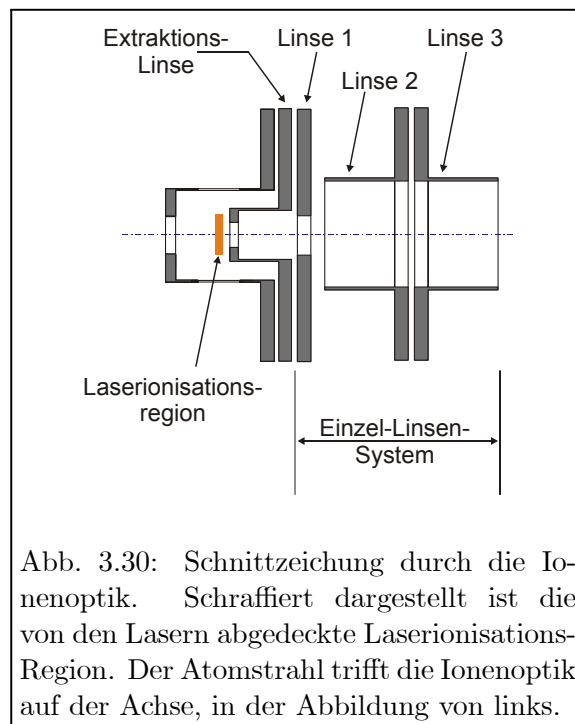 Extraktions-
Linse
Linse 1
Linse 3
Linse 2
Laserionisations-
region
Einzel-Linsen-
System
Abb. 3.30: Schnittzeichung durch die Io-
nenoptik. Schraffiert dargestellt ist die
von den Lasern abgedeckte Laserionisations-
Region. Der Atomstrahl trifft die Ionenoptik
auf der Achse, in der Abbildung von links.